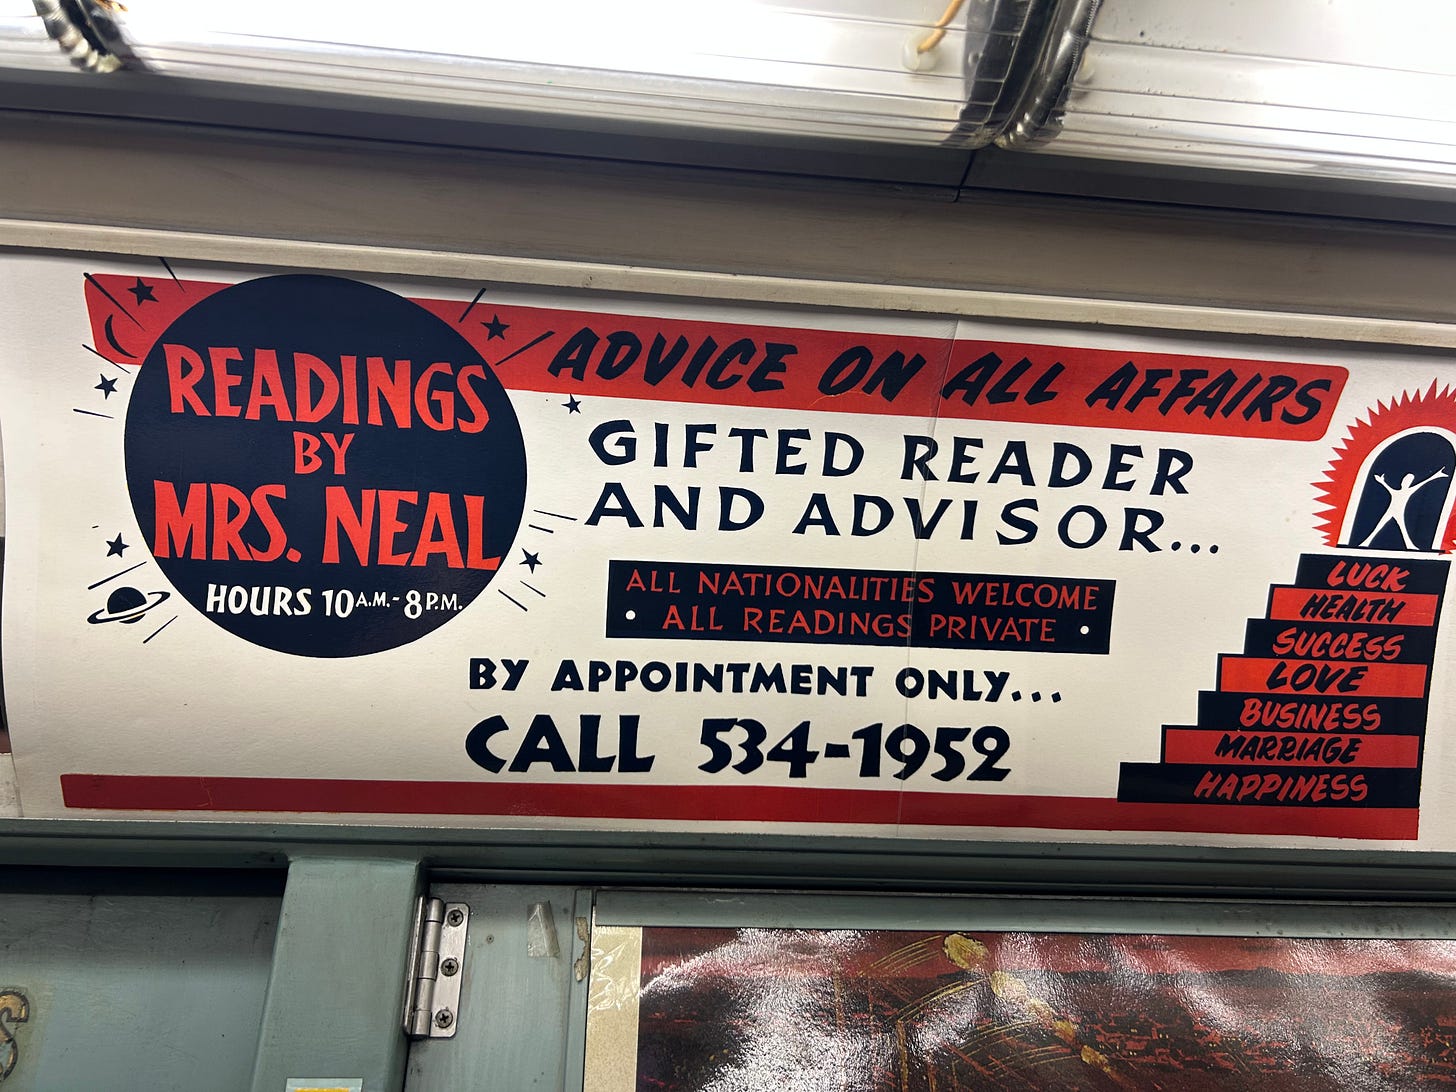 READINGS
BY
MRS. NEAL
HOURS 10A.M.-8P.M.
ADVICE ON ALL AFFAIRS
GIFTED READER
AND ADVISOR...
ALL NATIONALITIES WELCOME
• ALL READINGS PRIVATE •
BY APPOINTMENT ONLY...
CALL 534-1952
LUCK
HEALTH
SUCCESS
LOVE
BUSINESS
MARRIAGE
HAPPINESS